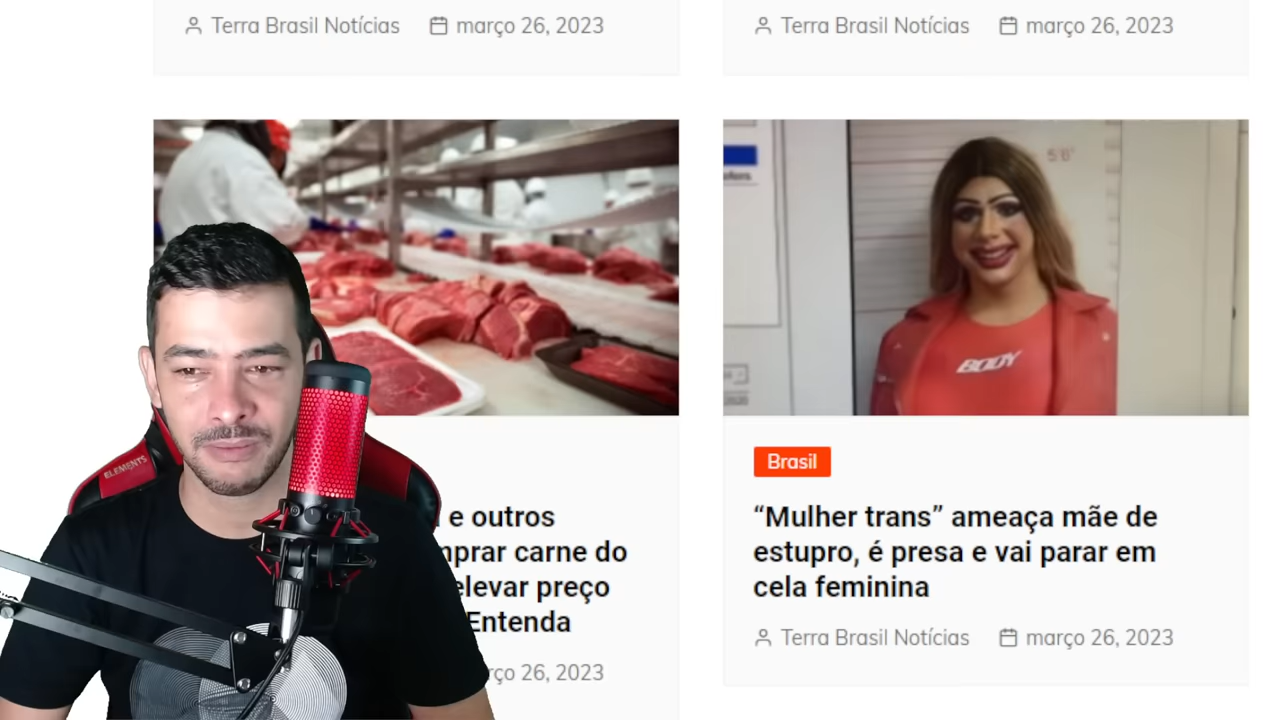 Terra Brasil Notícias março 26, 2023
Terra Brasil Notícias março 26, 2023
5'6'
ELEMENTS
BODY
e outros
carne do
elevar preço
Entenda
26, 2023
Brasil
“Mulher trans” ameaça mãe de
estupro, é presa e vai parar em
cela feminina
Terra Brasil Notícias março 26, 2023